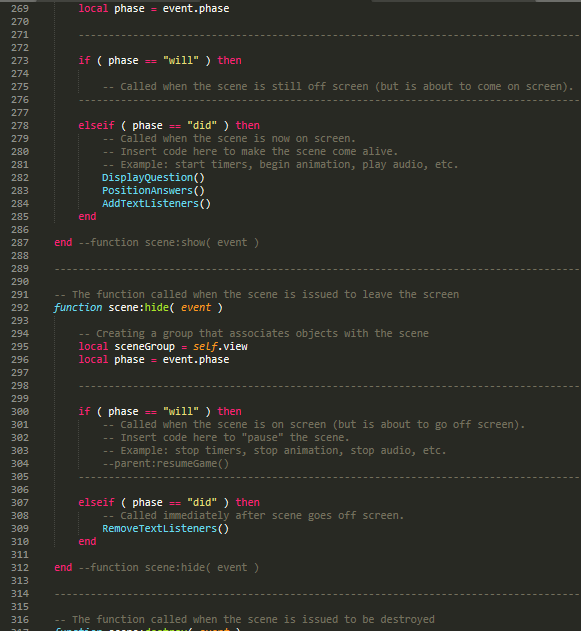 269 local phase = event.phase
270
271 -----------------------------------------------------------------------------------
272
273 if ( phase == "will" ) then
274
275 -- Called when the scene is still off screen (but is about to come on screen).
276 -----------------------------------------------------------------------------------
277
278 elseif ( phase == "did" ) then
279 -- Called when the scene is now on screen.
280 -- Insert code here to make the scene come alive.
281 -- Example: start timers, begin animation, play audio, etc.
282 DisplayQuestion()
283 PositionAnswers()
284 AddTextListeners()
285 end
286
287 end --function scene:show( event )
288
289 ---------------------------------------------------------------------------------------
290
291 -- The function called when the scene is issued to leave the screen
292 function scene:hide( event )
293
294 -- Creating a group that associates objects with the scene
295 local sceneGroup = self.view
296 local phase = event.phase
297
298 -----------------------------------------------------------------------------------
299
300 if ( phase == "will" ) then
301 -- Called when the scene is on screen (but is about to go off screen).
302 -- Insert code here to "pause" the scene.
303 -- Example: stop timers, stop animation, stop audio, etc.
304 --parent:resumeGame()
305 -----------------------------------------------------------------------------------
306
307 elseif ( phase == "did" ) then
308 -- Called immediately after scene goes off screen.
309 RemoveTextListeners()
310 end
311
312 end --function scene:hide( event )
313
314 ---------------------------------------------------------------------------------------
315
316 -- The function called when the scene is issued to be destroyed